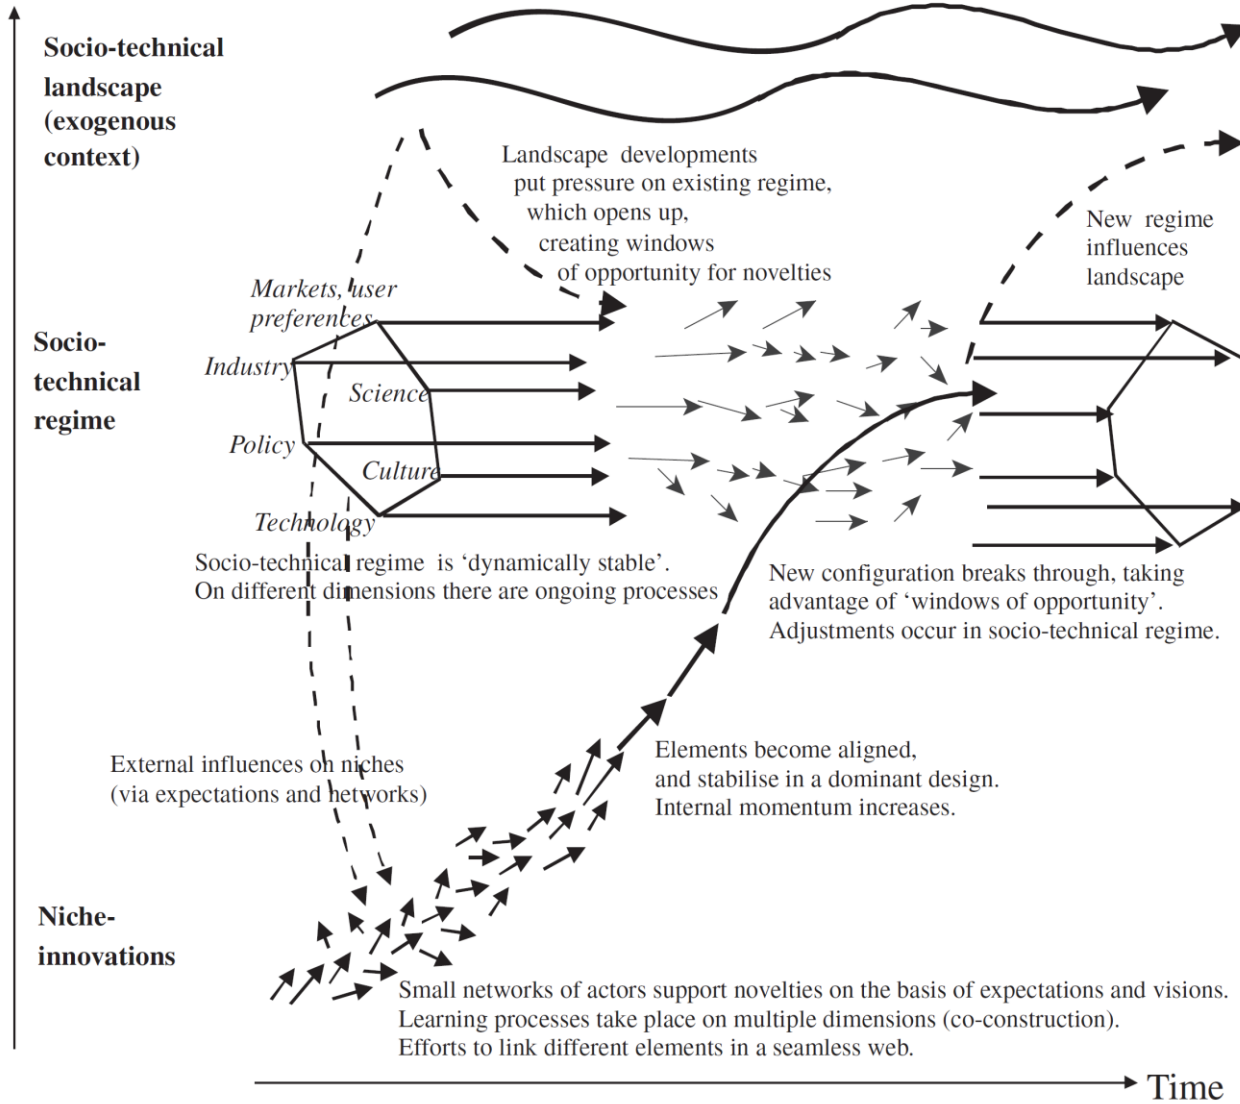 Socio-technical
landscape
(exogenous
context)
Landscape developments
put pressure on existing regime,
which opens up,
creating windows
of opportunity for novelties
New regime
influences
landscape
Markets, user
preferences
Industry
Science
Policy
Culture
Technology
Socio-
technical
regime
Socio-technical regime is ‘dynamically stable’.
On different dimensions there are ongoing processes
New configuration breaks through, taking
advantage of ‘windows of opportunity’.
Adjustments occur in socio-technical regime.
External influences on niches
(via expectations and networks)
Elements become aligned,
and stabilise in a dominant design.
Internal momentum increases.
Niche-
innovations
Small networks of actors support novelties on the basis of expectations and visions.
Learning processes take place on multiple dimensions (co-construction).
Efforts to link different elements in a seamless web.
Time